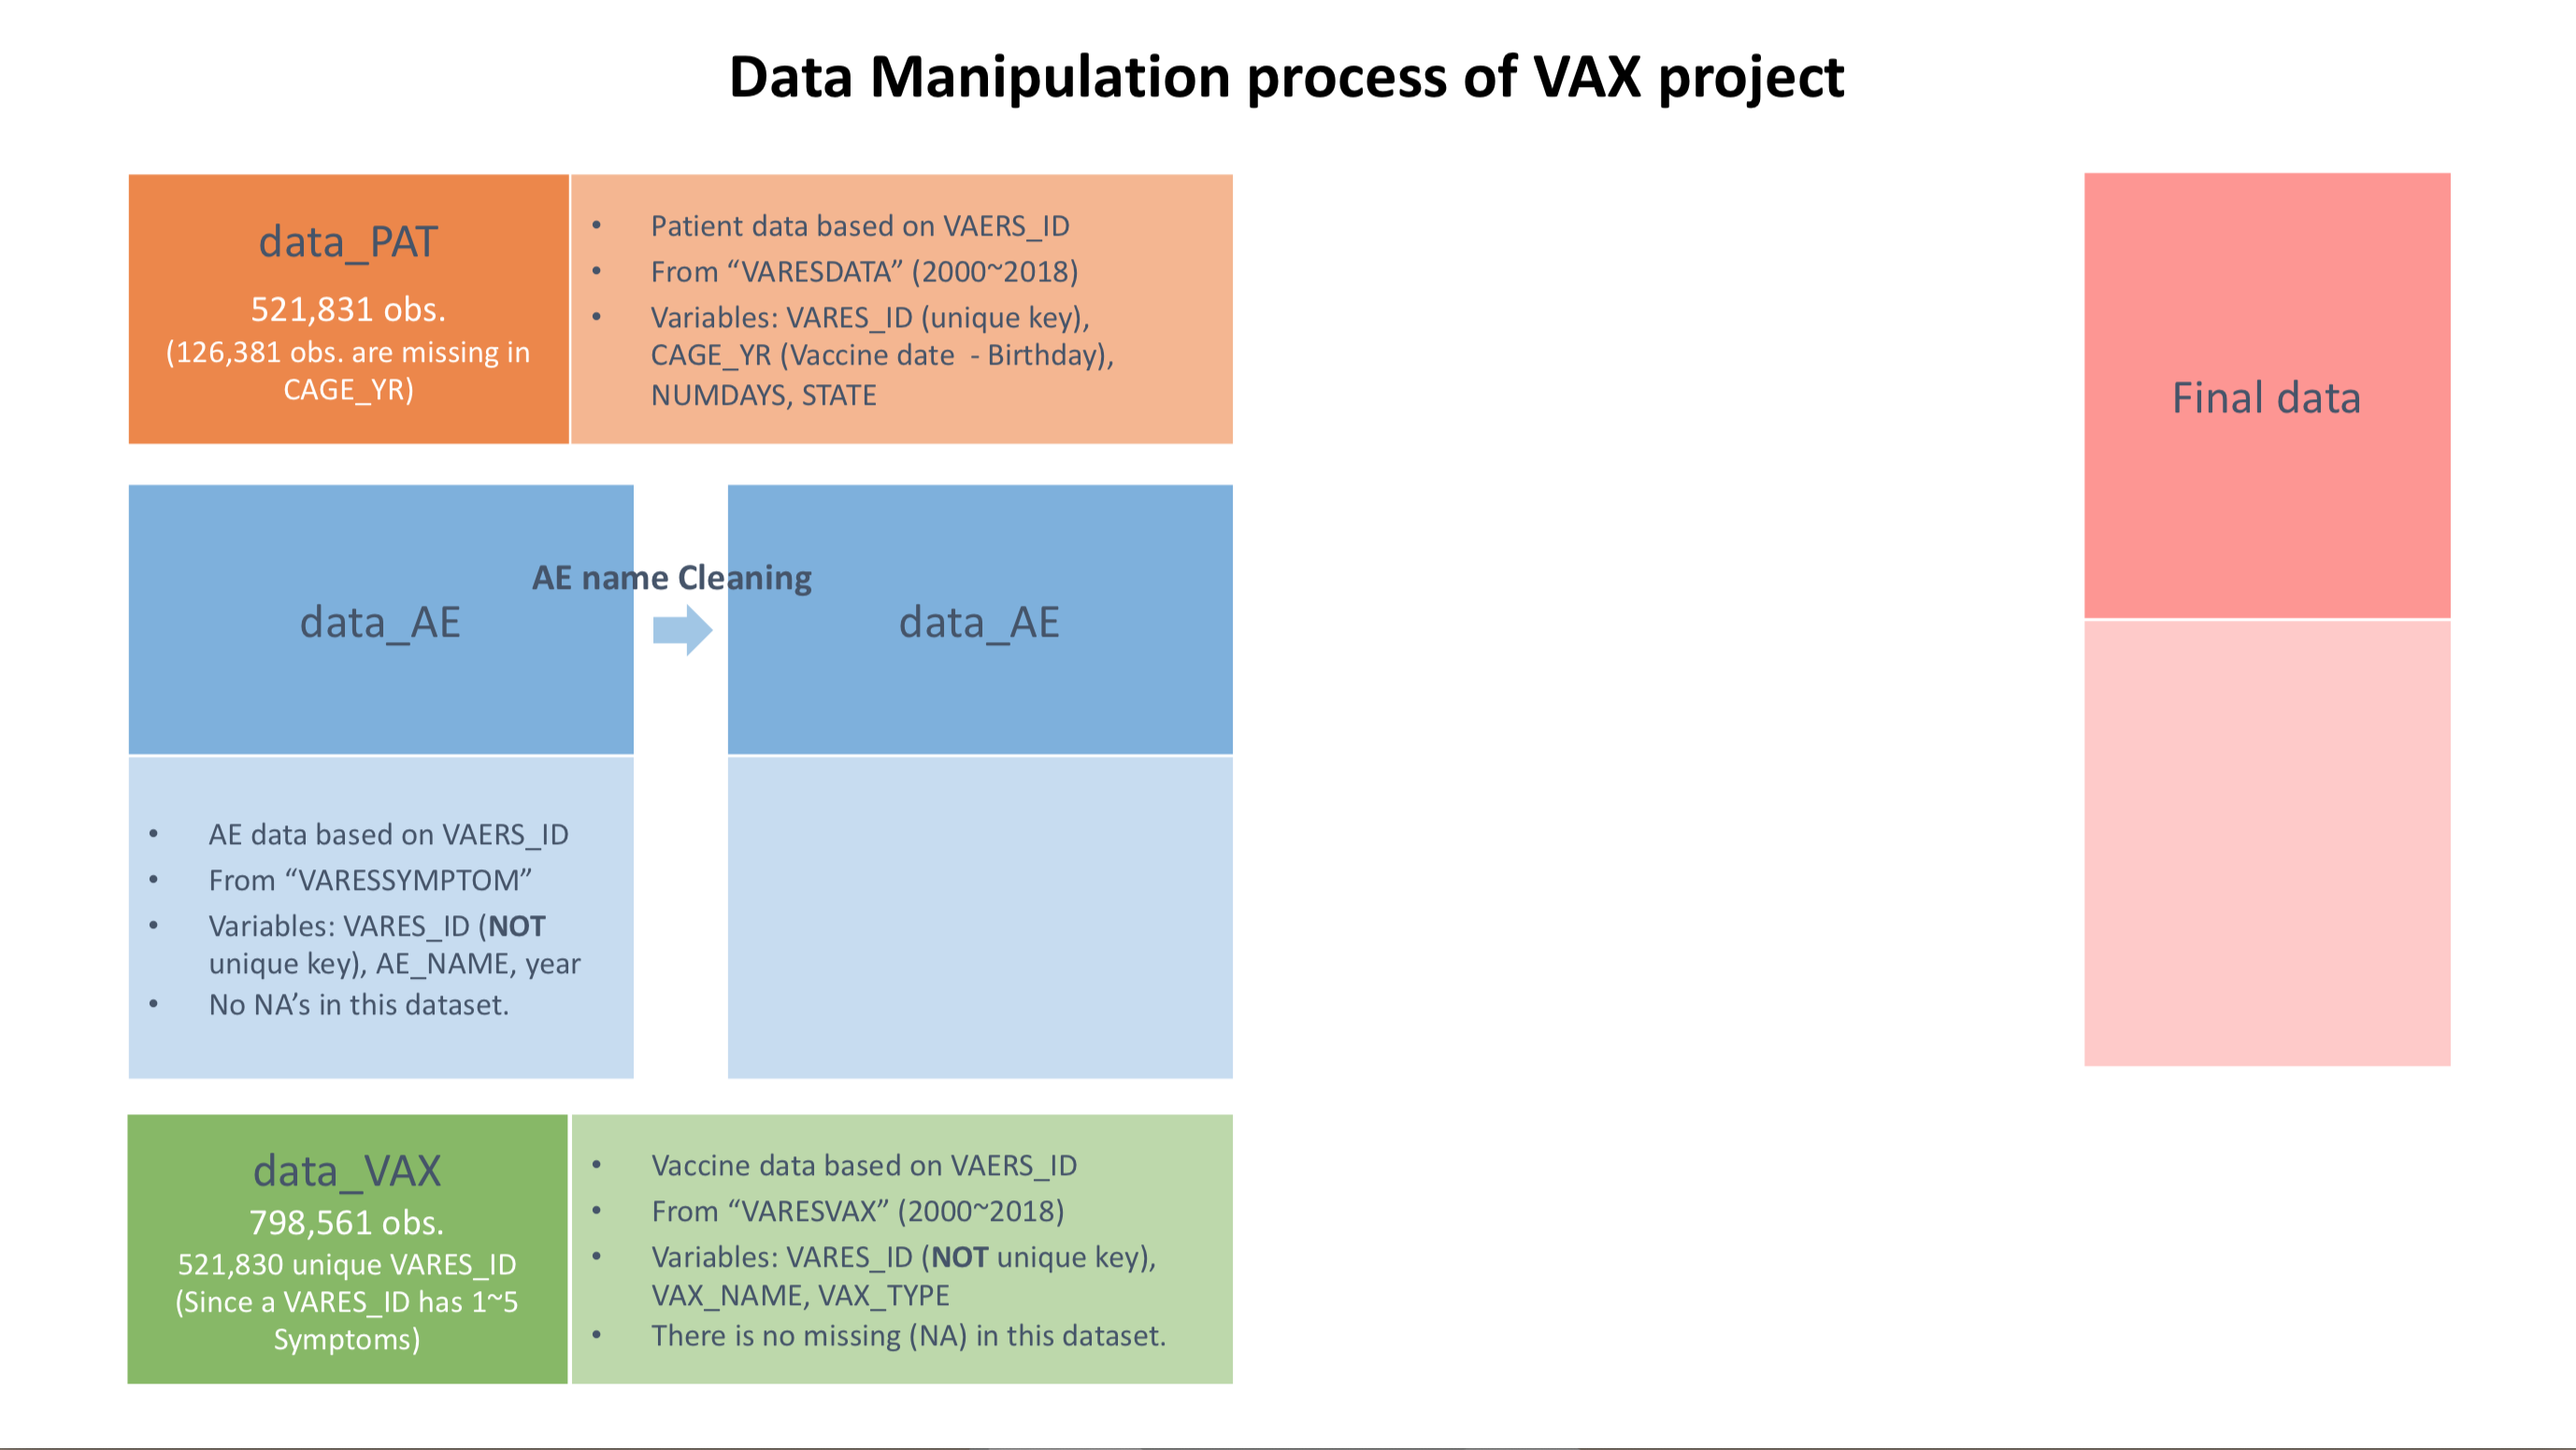 Data Manipulation process of VAX project
data_PAT
521,831 obs.
(126,381 obs. are missing in
CAGE_YR)
• Patient data based on VAERS_ID
• From “VARESDATA” (2000~2018)
• Variables: VARES_ID (unique key),
CAGE_YR (Vaccine date  - Birthday),
NUMDAYS, STATE
Final data
data_AE
AE name Cleaning
data_AE
• AE data based on VAERS_ID
• From “VARESSYMPTOM”
• Variables: VARES_ID (NOT
unique key), AE_NAME, year
• No NA’s in this dataset.
data_VAX
798,561 obs.
521,830 unique VARES_ID
(Since a VARES_ID has 1~5
Symptoms)
• Vaccine data based on VAERS_ID
• From “VARESVAX” (2000~2018)
• Variables: VARES_ID (NOT unique key),
VAX_NAME, VAX_TYPE
• There is no missing (NA) in this dataset.